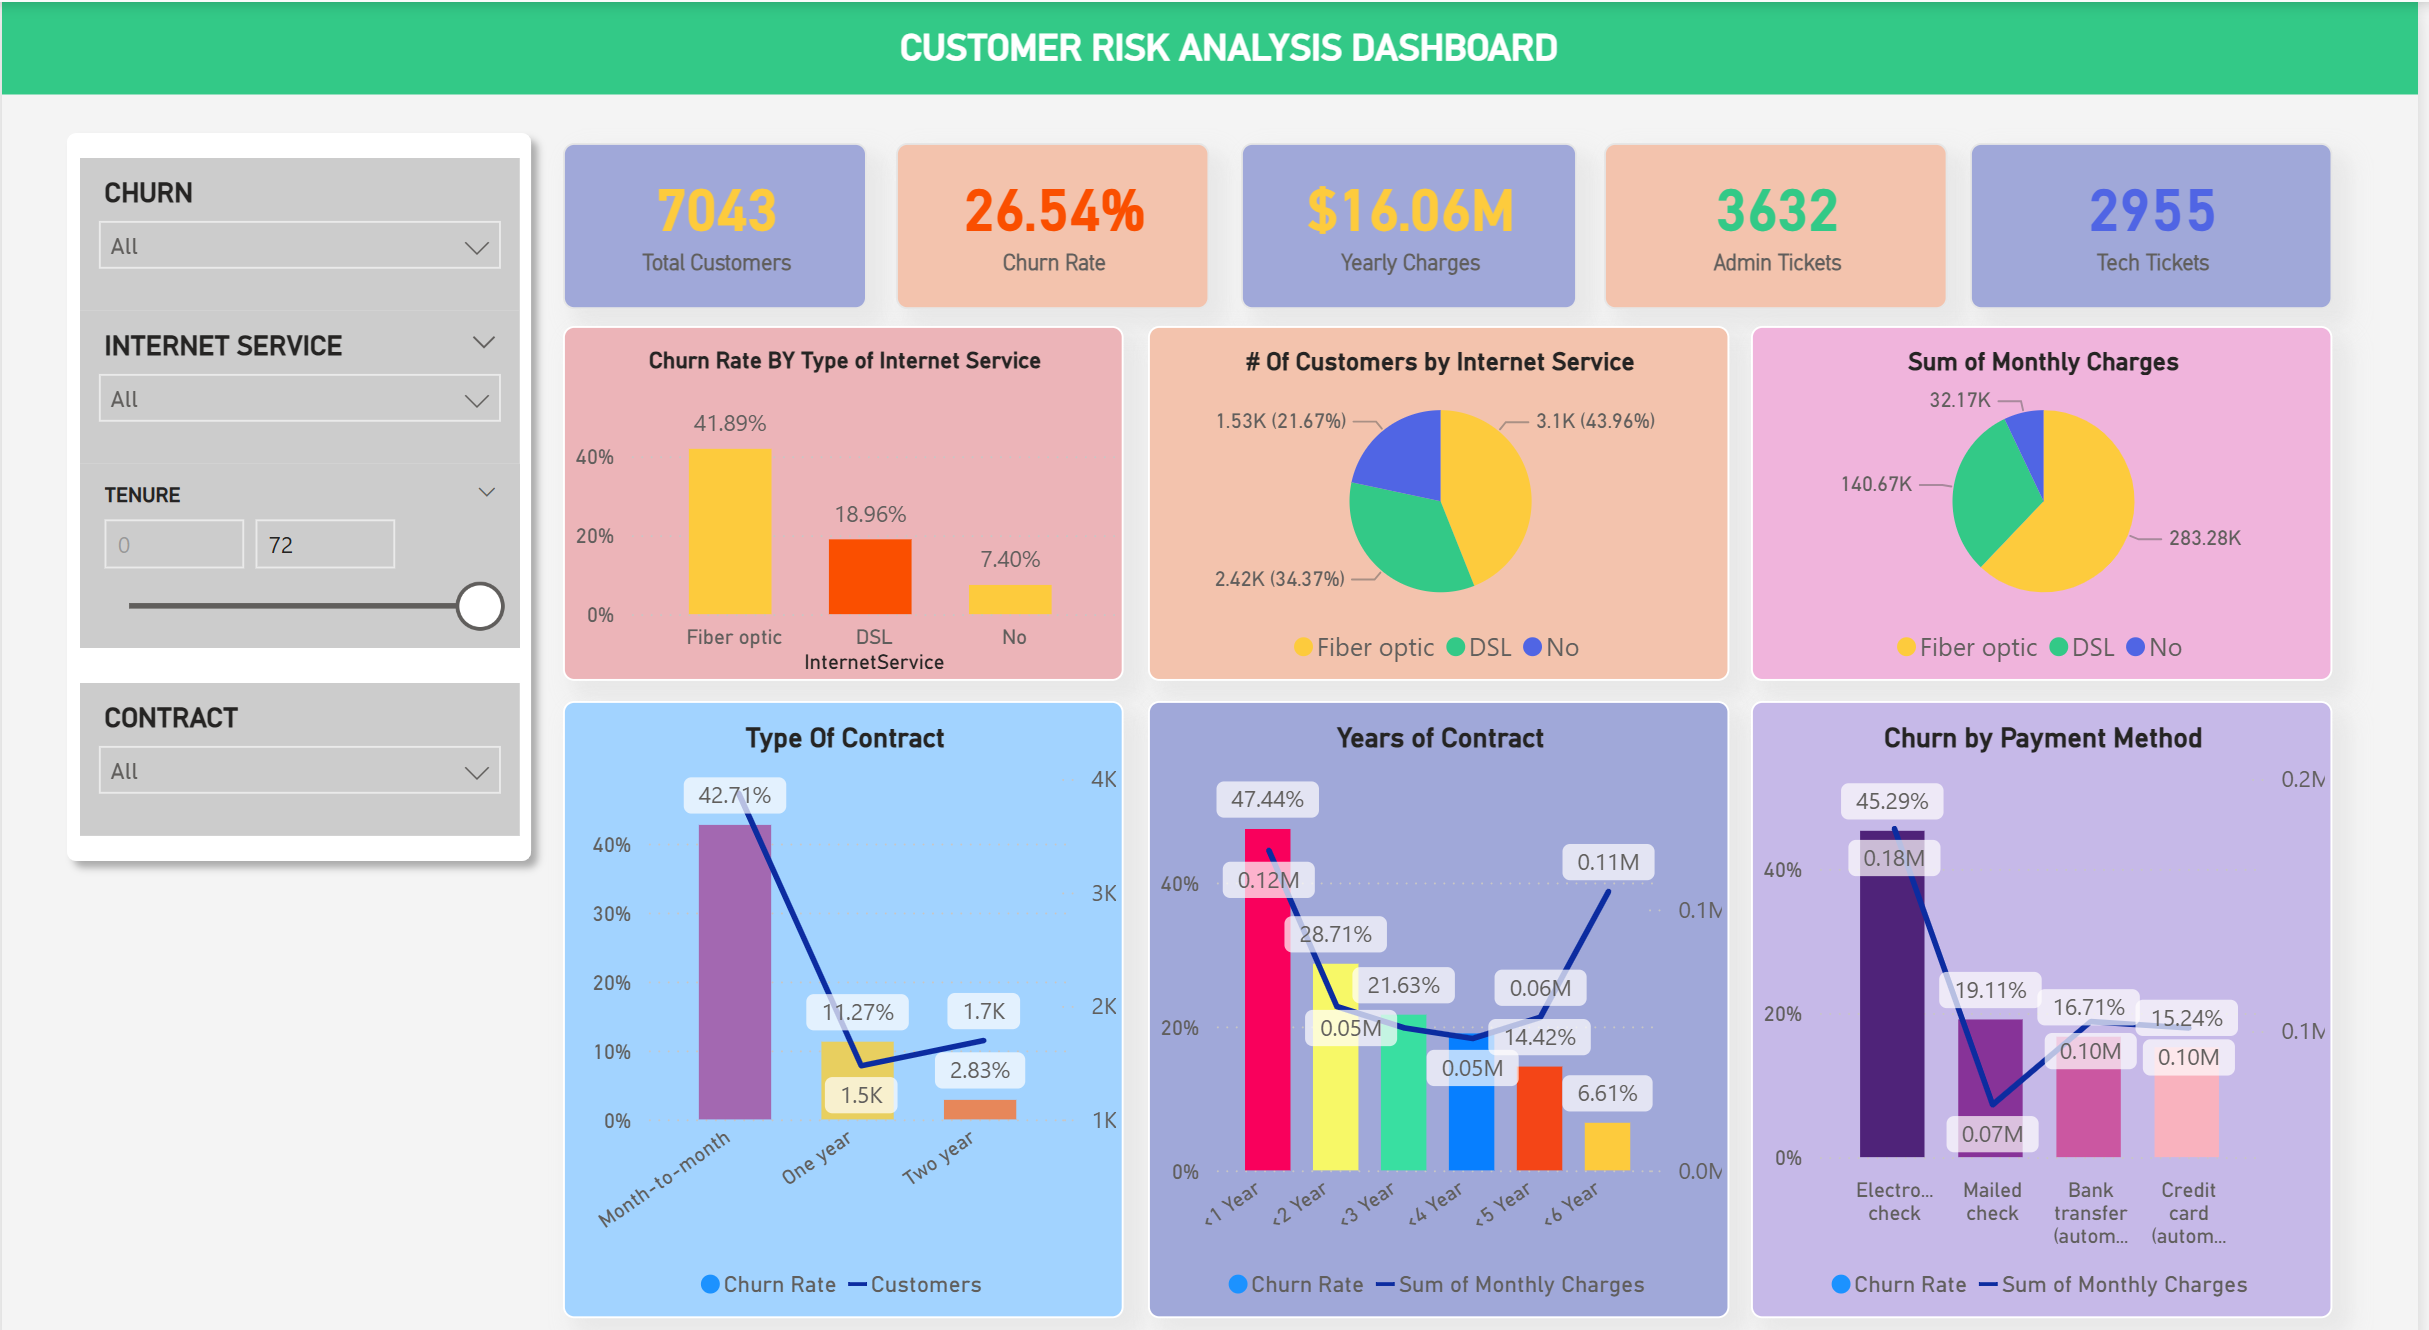 CUSTOMER RISK ANALYSIS DASHBOARD
CHURN
All
INTERNET SERVICE
All
TENURE
0
72
CONTRACT
All
7043
Total Customers
26.54%
Churn Rate
$16.06M
Yearly Charges
3632
Admin Tickets
2955
Tech Tickets
Churn Rate BY Type of Internet Service
41.89%
18.96%
7.40%
40%
20%
0%
Fiber optic
DSL
No
InternetService
# Of Customers by Internet Service
1.53K (21.67%)
3.1K (43.96%)
2.42K (34.37%)
Fiber optic
DSL
No
Sum of Monthly Charges
32.17K
140.67K
283.28K
Fiber optic
DSL
No
Type Of Contract
42.71%
11.27%
1.7K
2.83%
1.5K
40%
30%
20%
10%
0%
4K
3K
2K
1K
Month-to-month
One year
Two year
Churn Rate
Customers
Years of Contract
47.44%
0.12M
28.71%
0.05M
21.63%
0.05M
0.06M
14.42%
0.11M
6.61%
40%
20%
0%
0.1M
0.0M
<1 Year
<2 Year
<3 Year
<4 Year
<5 Year
<6 Year
Churn Rate
Sum of Monthly Charges
Churn by Payment Method
45.29%
0.18M
19.11%
0.07M
16.71%
0.10M
15.24%
0.10M
40%
20%
0%
0.2M
0.1M
Electro...
check
Mailed
check
Bank
transfer
(autom...
Credit
card
(autom...
Churn Rate
Sum of Monthly Charges